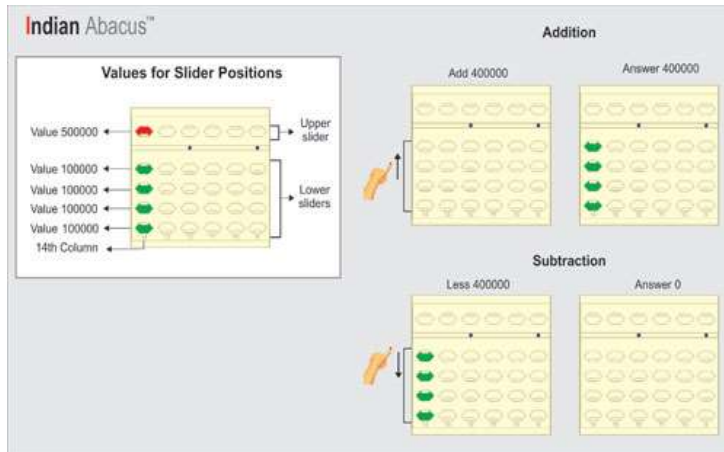 Indian Abacus™
Values for Slider Positions
Value 500000
Upper
slider
Value 100000
Value 100000
Value 100000
Value 100000
Lower
sliders
14th Column
Addition
Add 400000
Answer 400000
Subtraction
Less 400000
Answer 0